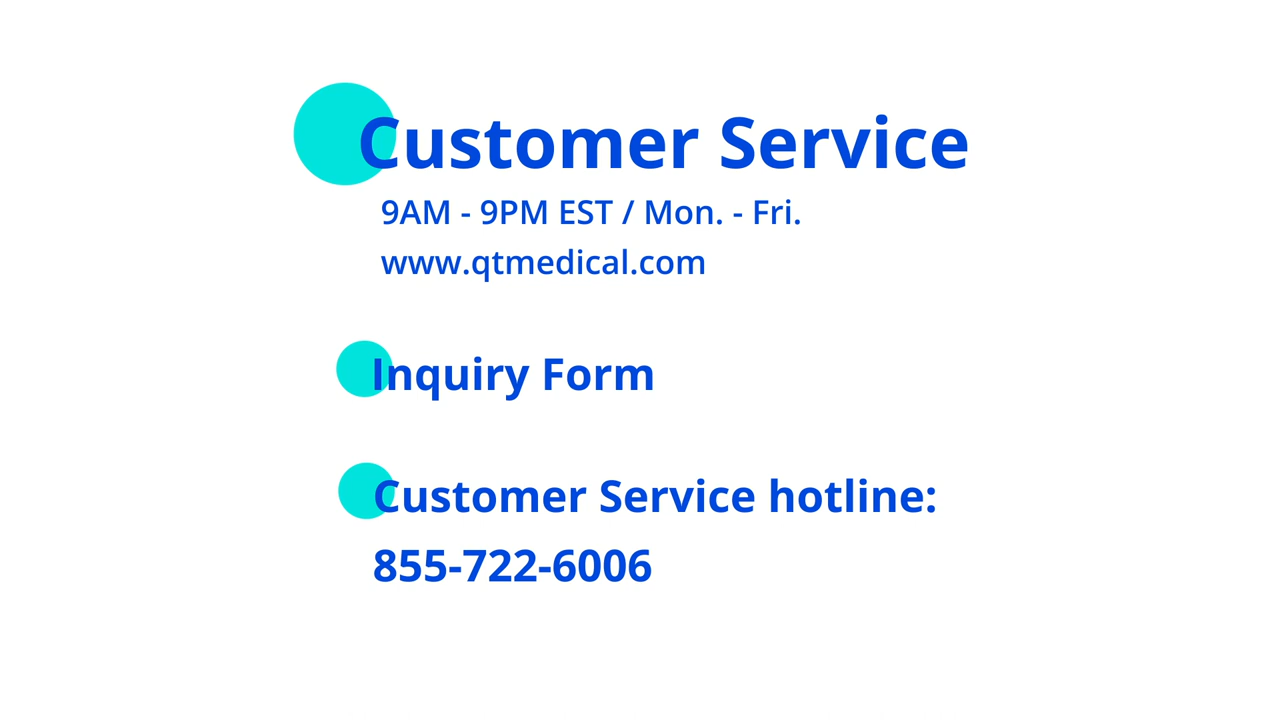 Customer Service
9AM - 9PM EST / Mon. - Fri.
www.qtmedical.com
Inquiry Form
Customer Service hotline:
855-722-6006